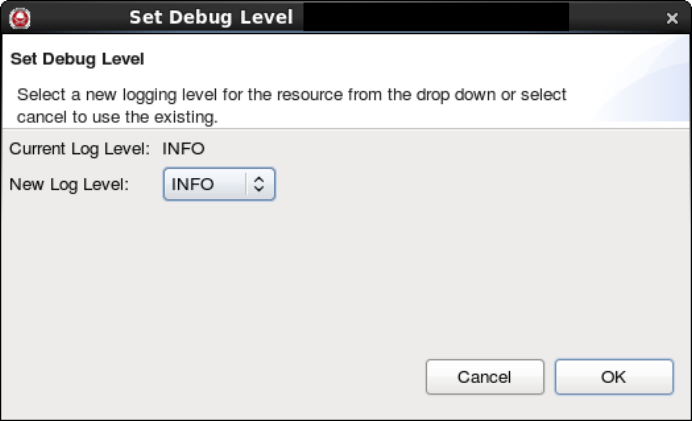 Set Debug Level
Set Debug Level
Select a new logging level for the resource from the drop down or select
cancel to use the existing.
Current Log Level: INFO
New Log Level: INFO
Cancel OK